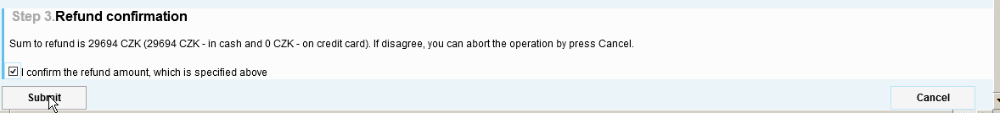 Step 3.Refund confirmation
Sum to refund is 29694 CZK (29694 CZK - in cash and 0 CZK - on credit card). If disagree, you can abort the operation by press Cancel.
I confirm the refund amount, which is specified above
Submit Cancel